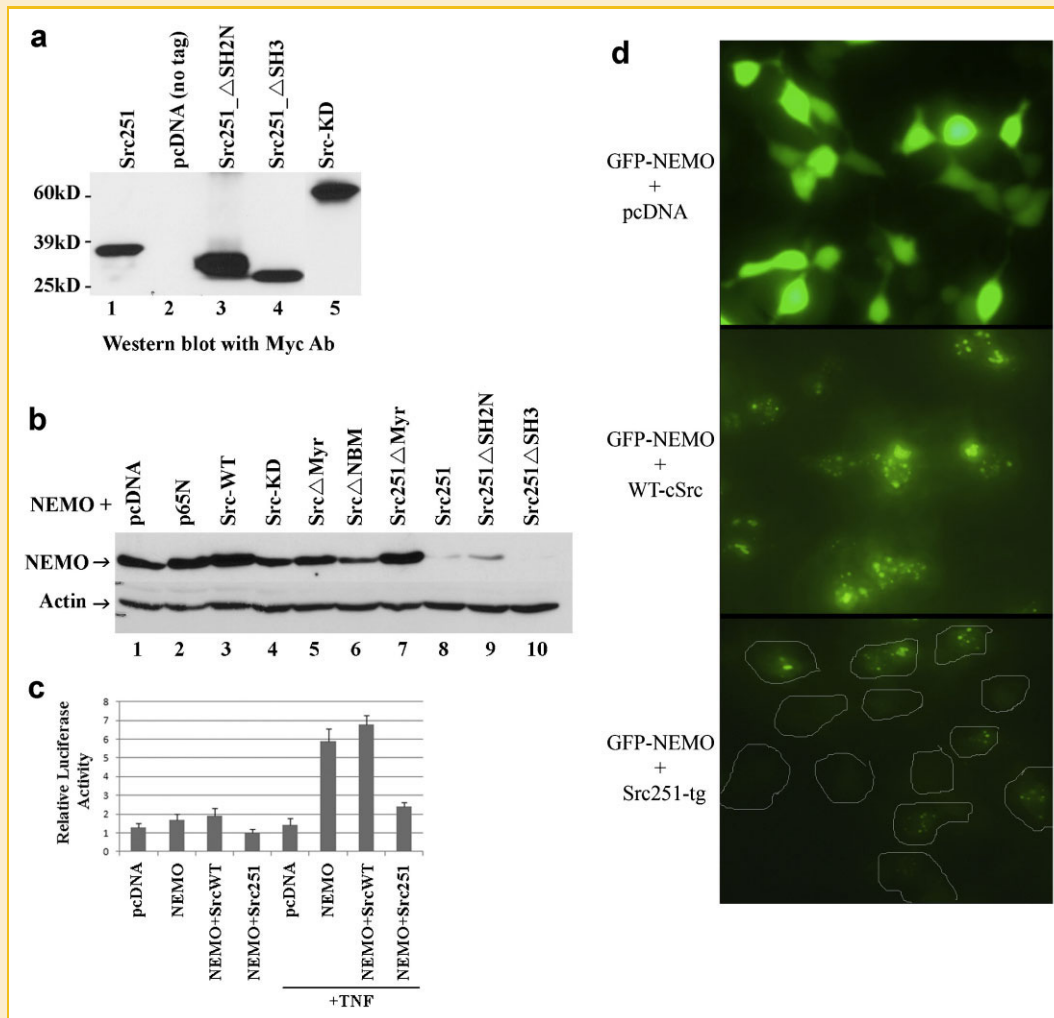 a
Src251
pcDNA (no tag)
Src251_△SH2N
Src251_△SH3
Src-KD
60kD
39kD
25kD
1 2 3 4 5
Western blot with Myc Ab
b
NEMO +
pcDNA
p65N
Src-WT
Src-KD
Src△Myr
Src△NBM
Src251△Myr
Src251
Src251△SH2N
Src251△SH3
NEMO →
Actin →
1 2 3 4 5 6 7 8 9 10
c
Relative Luciferase
Activity
8
7
6
5
4
3
2
1
0
pcDNA
NEMO
NEMO+SrcWT
NEMO+Src251
pcDNA
NEMO
NEMO+SrcWT
NEMO+Src251
+TNF
d
GFP-NEMO
+
pcDNA
GFP-NEMO
+
WT-cSrc
GFP-NEMO
+
Src251-tg